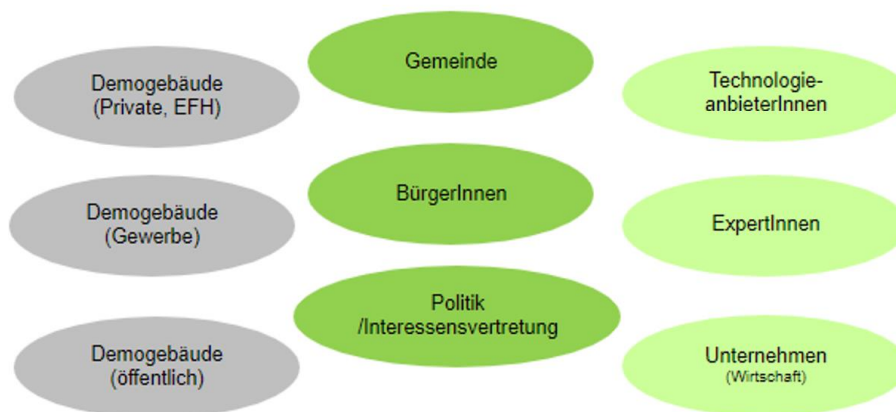 Demogebäude
(Private, EFH)
Demogebäude
(Gewerbe)
Demogebäude
(öffentlich)
Gemeinde
BürgerInnen
Politik
/Interessensvertretung
Technologie-
anbieterInnen
ExpertInnen
Unternehmen
(Wirtschaft)